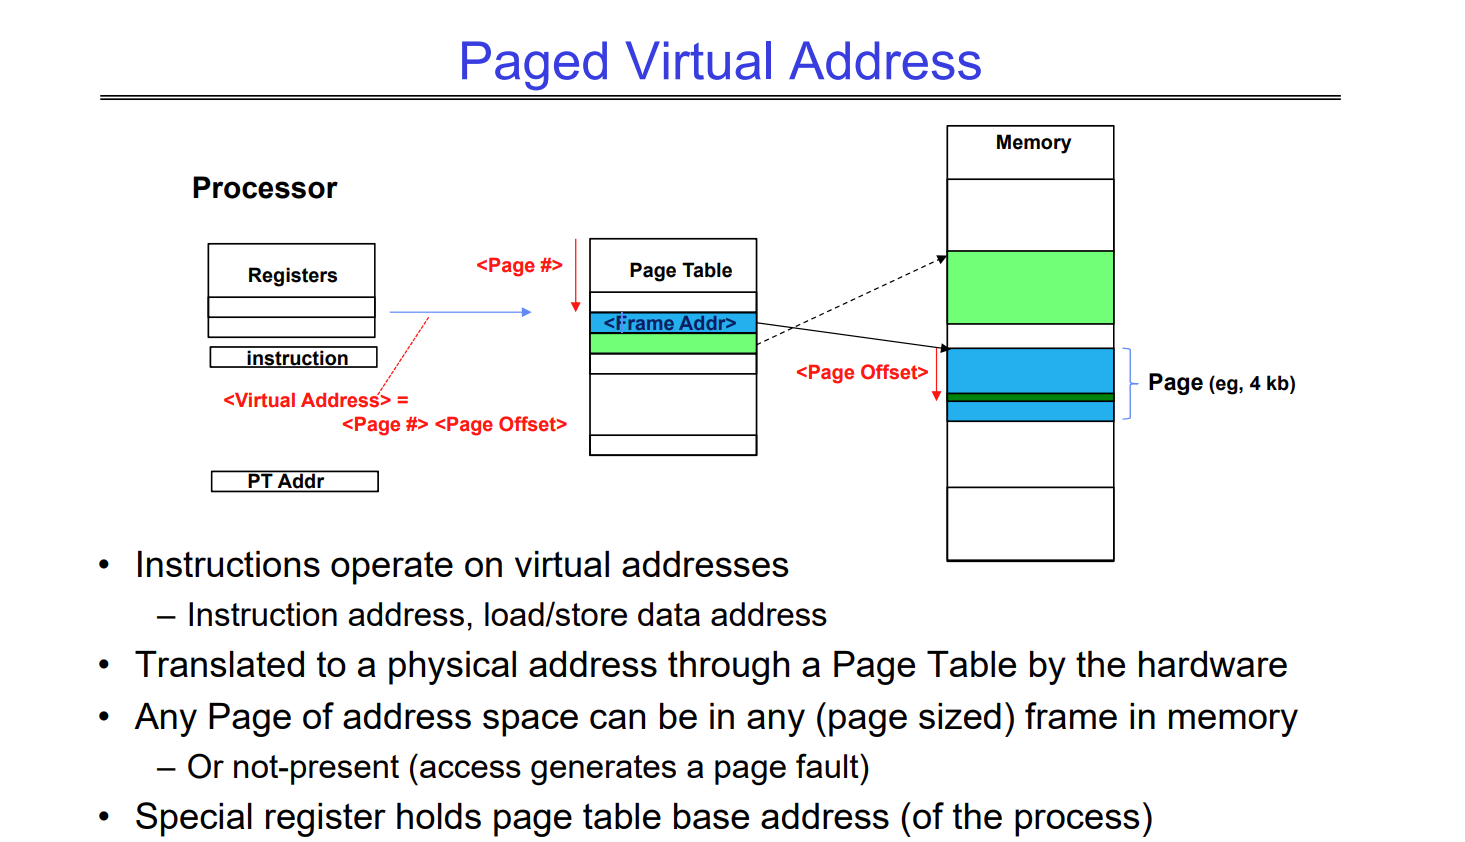 Paged Virtual Address
Memory
Processor
Registers
<Page #>
Page Table
<Frame Addr>
instruction
<Page Offset>
Page (eg, 4 kb)
<Virtual Address> =
<Page #> <Page Offset>
PT Addr
• Instructions operate on virtual addresses
– Instruction address, load/store data address
• Translated to a physical address through a Page Table by the hardware
• Any Page of address space can be in any (page sized) frame in memory
– Or not-present (access generates a page fault)
• Special register holds page table base address (of the process)